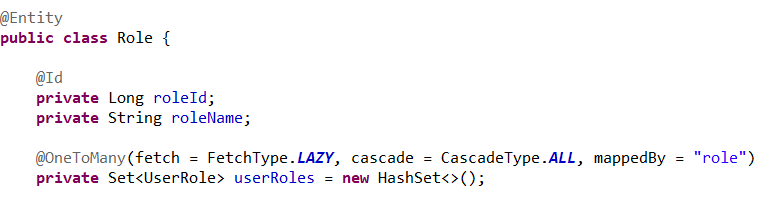 @Entity
public class Role {
@Id
private Long roleId;
private String roleName;
@OneToMany(fetch = FetchType.LAZY, cascade = CascadeType.ALL, mappedBy = "role")
private Set<UserRole> userRoles = new HashSet<>();